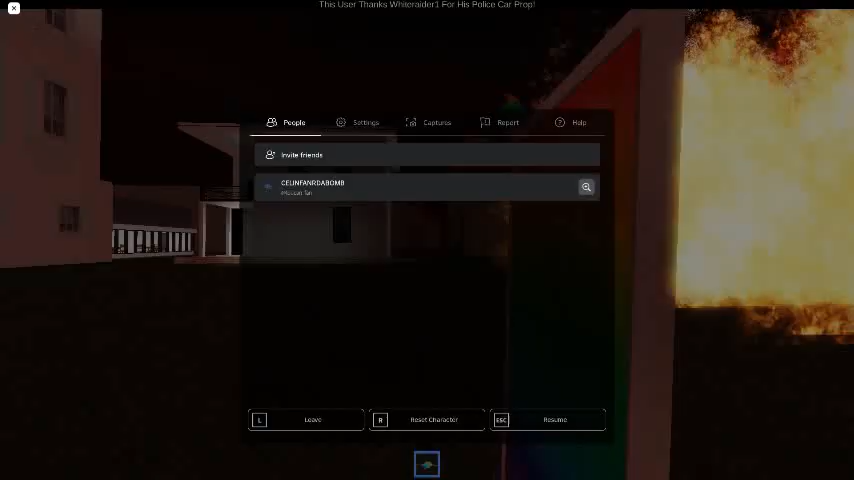 This User Thanks Whiteraider1 For His Police Car Prop!
People
Settings
Captures
Report
Help
Invite friends
CELINFANRDABOMB
L
Leave
R
Reset Character
ESC
Resume